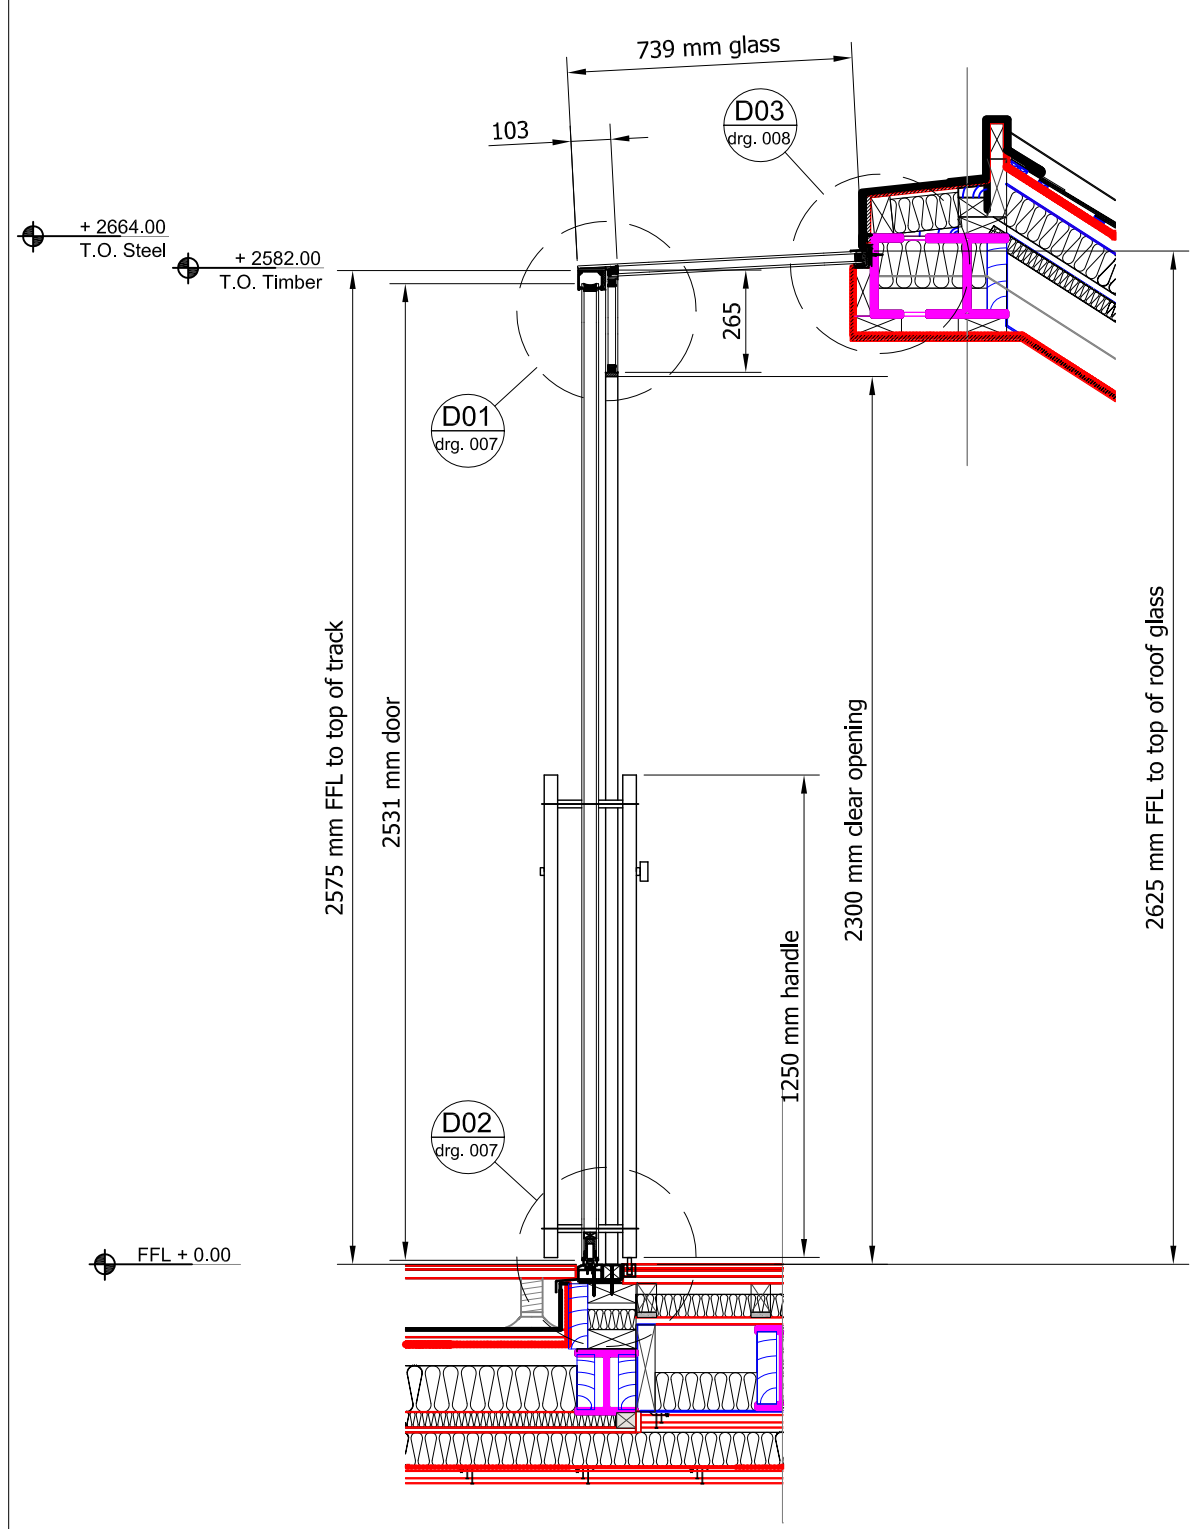 739 mm glass
103
D03
drg. 008
+ 2664.00
T.O. Steel
+ 2582.00
T.O. Timber
265
D01
drg. 007
2575 mm FFL to top of track
2531 mm door
2300 mm clear opening
2625 mm FFL to top of roof glass
1250 mm handle
D02
drg. 007
FFL + 0.00